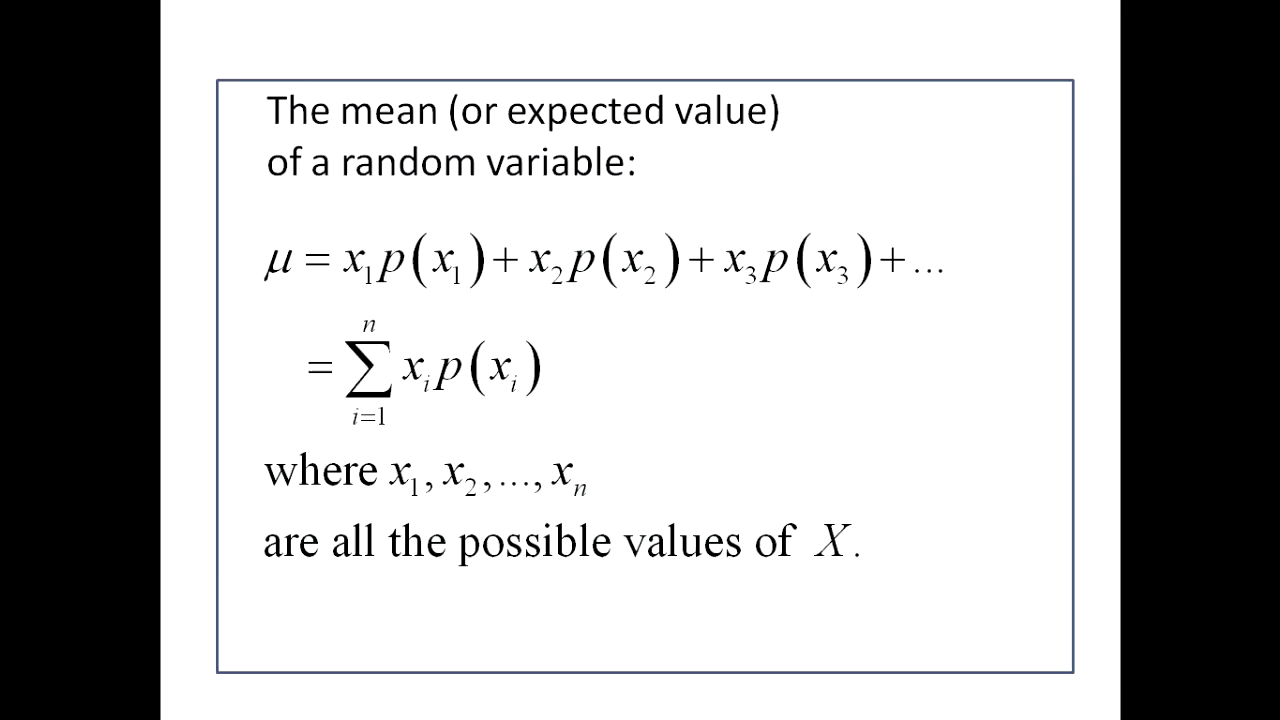 The mean (or expected value)
of a random variable:
μ = x₁p(x₁) + x₂p(x₂) + x₃p(x₃) + ...
= ∑ᵢ₌₁ⁿ xᵢp(xᵢ)
where x₁, x₂, ..., xₙ
are all the possible values of X.